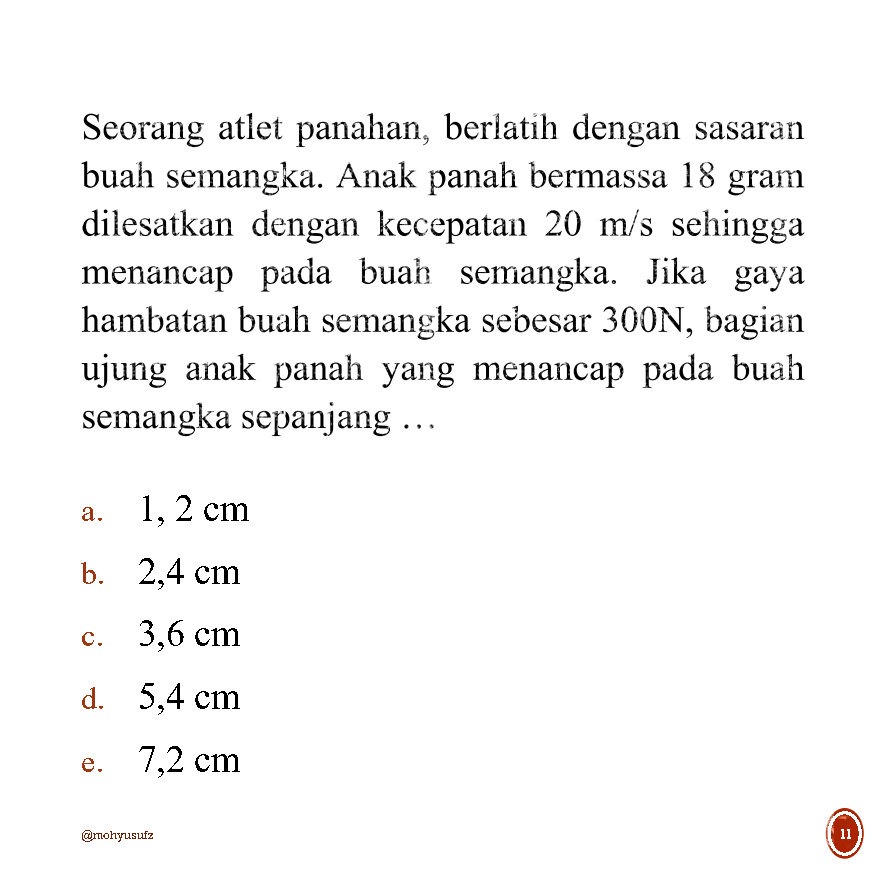 Seorang atlet panahan, berlatih dengan sasaran
buah semangka. Anak panah bermassa 18 gram
dilesatkan dengan kecepatan 20 m/s sehingga
menancap pada buah semangka. Jika gaya
hambatan buah semangka sebesar 300N, bagian
ujung anak panah yang menancap pada buah
semangka sepanjang …
a. 1, 2 cm
b. 2,4 cm
c. 3,6 cm
d. 5,4 cm
e. 7,2 cm
@mohyusufz
11